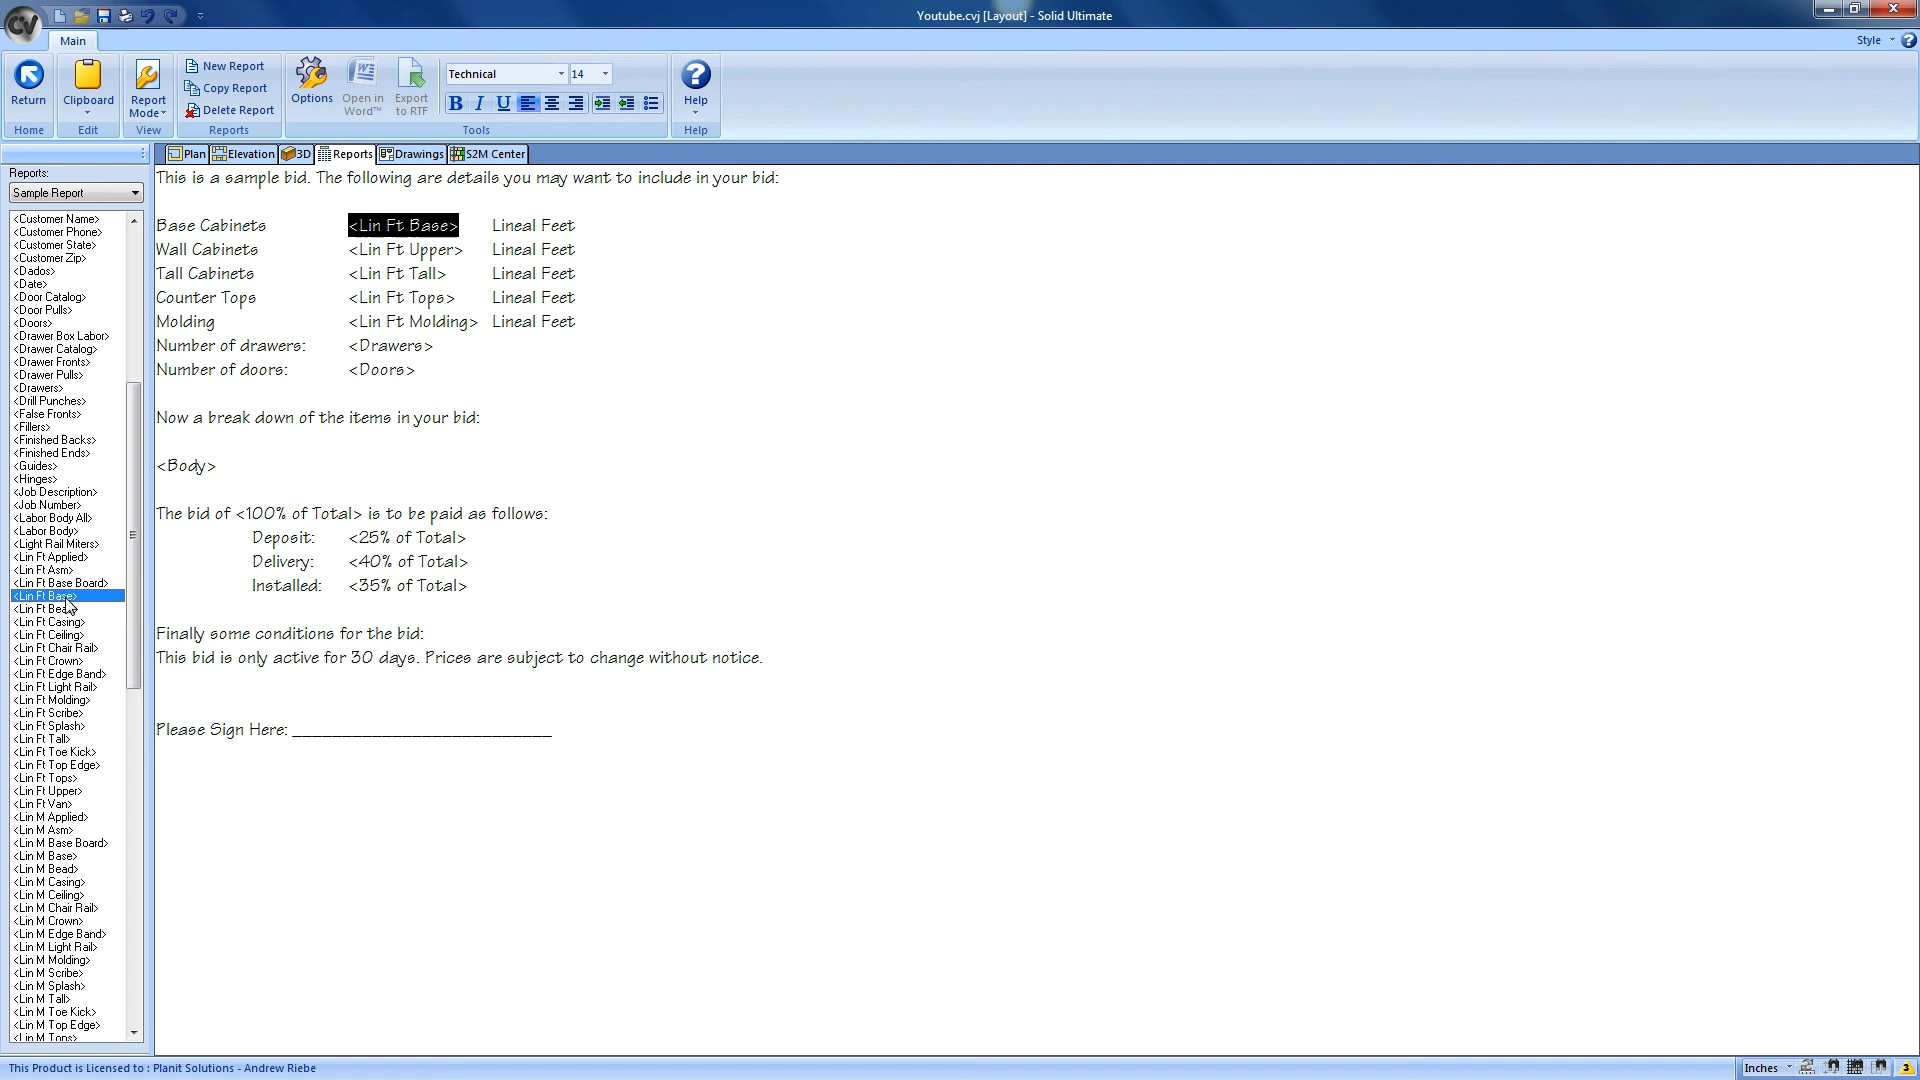 CV
Youtube.cvj [Layout] - Solid Ultimate
Main
Style
Return
Clipboard
Report Mode
New Report
Copy Report
Delete Report
Options
Open in Word™
Export to RTF
Technical
14
B I U
Help
Home
Edit
View
Reports
Tools
Help
Plan
Elevation
3D
Reports
Drawings
S2M Center
Reports:
Sample Report
<Customer Name>
<Customer Phone>
<Customer State>
<Customer Zip>
<Dados>
<Date>
<Door Catalog>
<Door Pulls>
<Doors>
<Drawer Box Labor>
<Drawer Catalog>
<Drawer Fronts>
<Drawer Pulls>
<Drawers>
<Drill Punches>
<False Fronts>
<Fillers>
<Finished Backs>
<Finished Ends>
<Guides>
<Hinges>
<Job Description>
<Job Number>
<Labor Body All>
<Labor Body>
<Light Rail Miters>
<Lin Ft Applied>
<Lin Ft Asm>
<Lin Ft Base Board>
<Lin Ft Base>
<Lin Ft Bead>
<Lin Ft Casing>
<Lin Ft Ceiling>
<Lin Ft Chair Rail>
<Lin Ft Crown>
<Lin Ft Edge Band>
<Lin Ft Light Rail>
<Lin Ft Molding>
<Lin Ft Scribe>
<Lin Ft Splash>
<Lin Ft Tall>
<Lin Ft Toe Kick>
<Lin Ft Top Edge>
<Lin Ft Tops>
<Lin Ft Upper>
<Lin Ft Van>
<Lin M Applied>
<Lin M Asm>
<Lin M Base Board>
<Lin M Base>
<Lin M Bead>
<Lin M Casing>
<Lin M Ceiling>
<Lin M Chair Rail>
<Lin M Crown>
<Lin M Edge Band>
<Lin M Light Rail>
<Lin M Molding>
<Lin M Scribe>
<Lin M Splash>
<Lin M Tall>
<Lin M Toe Kick>
<Lin M Top Edge>
<Lin M Tops>
This is a sample bid. The following are details you may want to include in your bid:
Base Cabinets <Lin Ft Base> Lineal Feet
Wall Cabinets <Lin Ft Upper> Lineal Feet
Tall Cabinets <Lin Ft Tall> Lineal Feet
Counter Tops <Lin Ft Tops> Lineal Feet
Molding <Lin Ft Molding> Lineal Feet
Number of drawers: <Drawers>
Number of doors: <Doors>
Now a break down of the items in your bid:
<Body>
The bid of <100% of Total> is to be paid as follows:
Deposit: <25% of Total>
Delivery: <40% of Total>
Installed: <35% of Total>
Finally some conditions for the bid:
This bid is only active for 30 days. Prices are subject to change without notice.
Please Sign Here: __________________________
This Product is Licensed to : Planit Solutions - Andrew Riebe
Inches
3